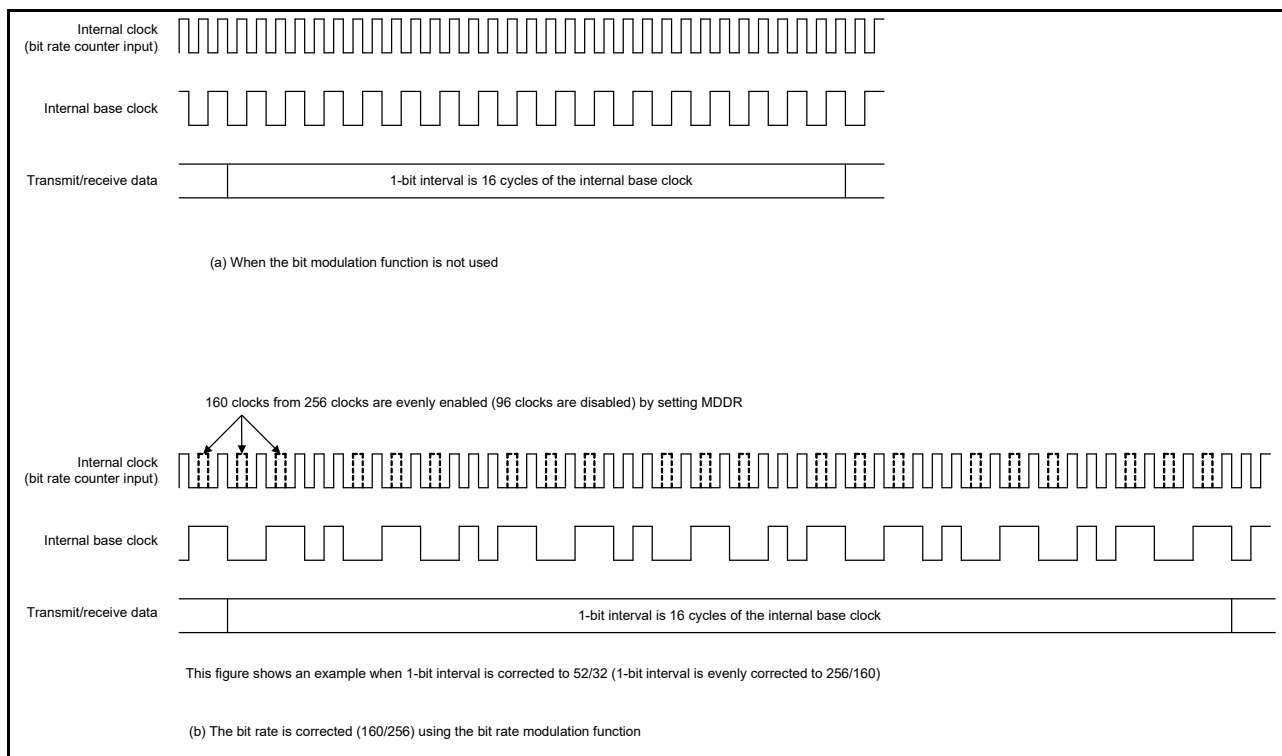 Internal clock
(bit rate counter input)
Internal base clock
Transmit/receive data
1-bit interval is 16 cycles of the internal base clock
(a) When the bit modulation function is not used
160 clocks from 256 clocks are evenly enabled (96 clocks are disabled) by setting MDDR
Internal clock
(bit rate counter input)
Internal base clock
Transmit/receive data
1-bit interval is 16 cycles of the internal base clock
This figure shows an example when 1-bit interval is corrected to 52/32 (1-bit interval is evenly corrected to 256/160)
(b) The bit rate is corrected (160/256) using the bit rate modulation function